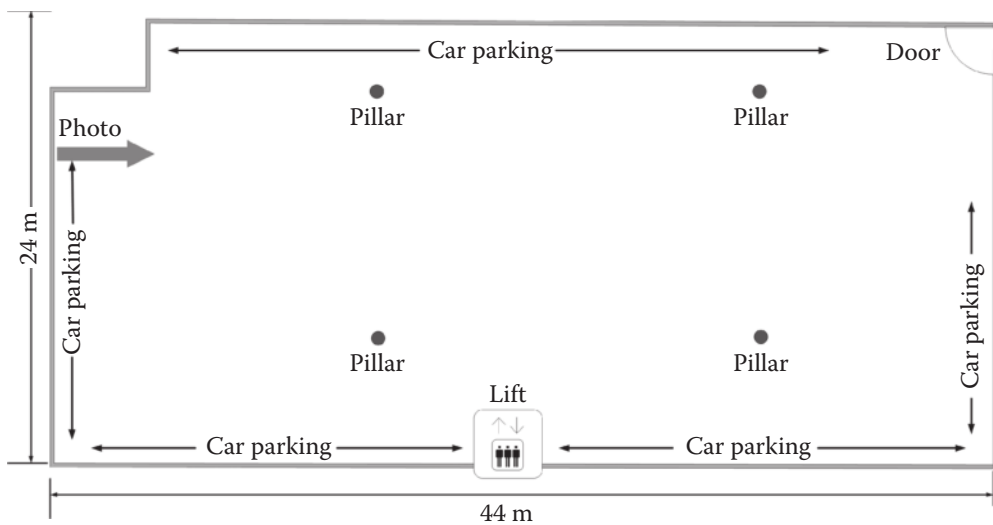 Car parking
Door
Pillar
Pillar
Photo
24 m
Car parking
Car parking
Pillar
Pillar
Lift
Car parking
Car parking
44 m